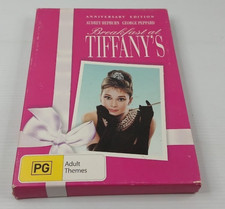 ANNIVERSARY EDITION
AUDREY HEPBURN GEORGE PEPPARD
Breakfast at
TIFFANY'S
PG
Adult
Themes